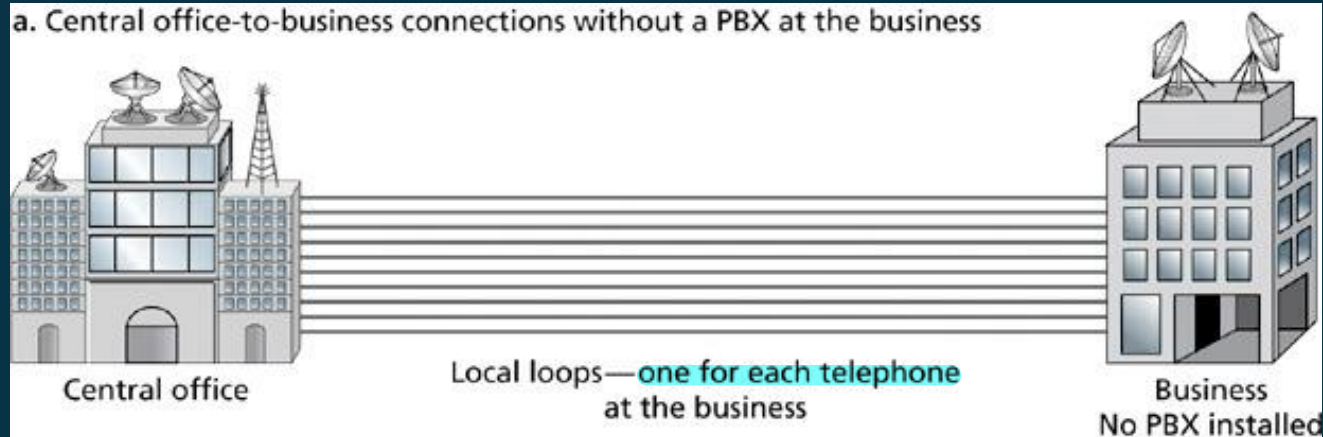 a. Central office-to-business connections without a PBX at the business
Central office
Local loops—one for each telephone
at the business
Business
No PBX installed